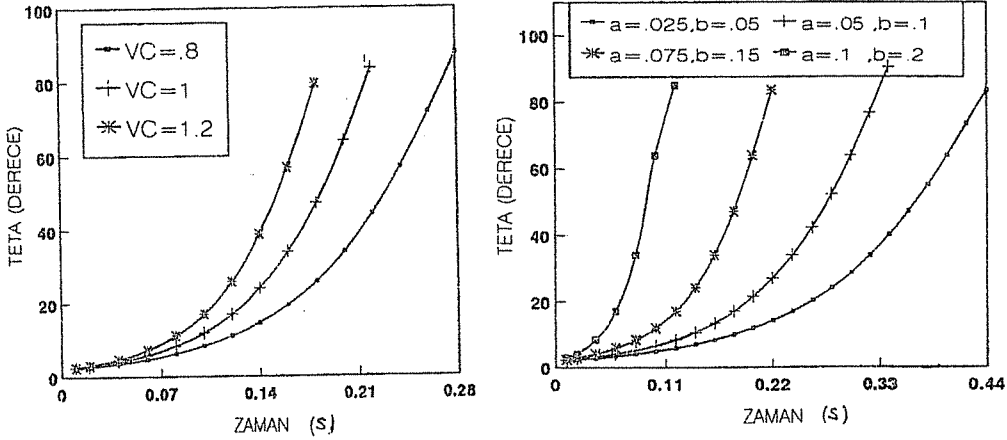 100
80
60
40
20
0
TETA (DERECE)
VC=.8
VC=1
VC=1.2
0
0.07
0.14
0.21
0.28
ZAMAN (S)
a=.025,b=.05
a=.05 ,b=.1
a=.075,b=.15
a=.1 ,b=.2
100
80
60
40
20
0
TETA (DERECE)
0
0.11
0.22
0.33
0.44
ZAMAN (S)